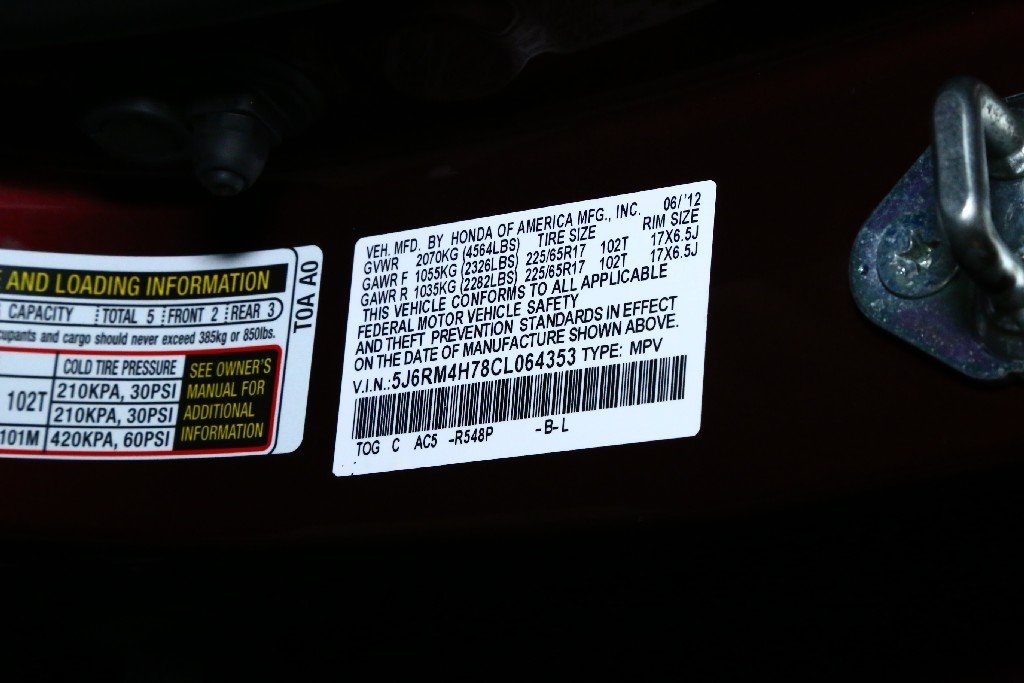 E AND LOADING INFORMATION
CAPACITY TOTAL 5 FRONT 2 REAR 3
cupants and cargo should never exceed 385kg or 850lbs.
COLD TIRE PRESSURE
102T 210KPA, 30PSI
210KPA, 30PSI
101M 420KPA, 60PSI
SEE OWNER'S
MANUAL FOR
ADDITIONAL
INFORMATION
T0A A0
VEH. MFD. BY HONDA OF AMERICA MFG., INC. 06/'12
GVWR 2070KG (4564LBS) TIRE SIZE RIM SIZE
GAWR F 1055KG (2326LBS) 225/65R17 102T 17X6.5J
GAWR R 1035KG (2282LBS) 225/65R17 102T 17X6.5J
THIS VEHICLE CONFORMS TO ALL APPLICABLE
FEDERAL MOTOR VEHICLE SAFETY
AND THEFT PREVENTION STANDARDS IN EFFECT
ON THE DATE OF MANUFACTURE SHOWN ABOVE.
V.I.N.:5J6RM4H78CL064353 TYPE: MPV
TOG C AC5 -R548P -B-L